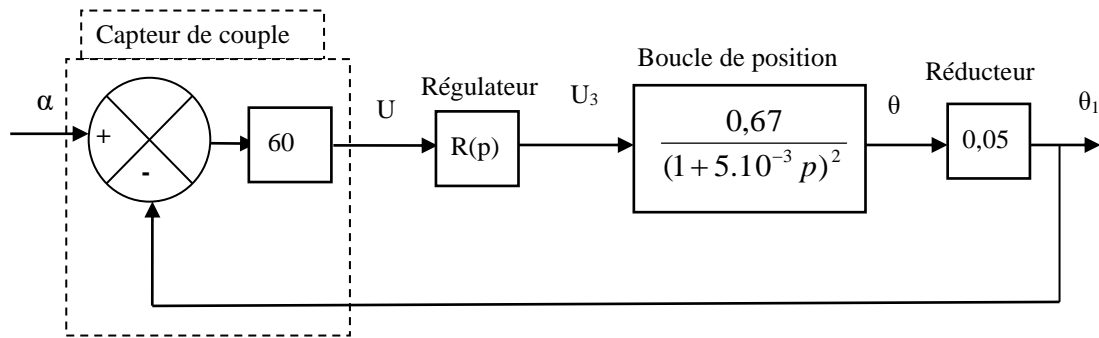 Capteur de couple
α
+
-
60
U
Régulateur
R(p)
U₃
Boucle de position
0,67
(1+5.10⁻³ p)²
θ
Réducteur
0,05
θ₁